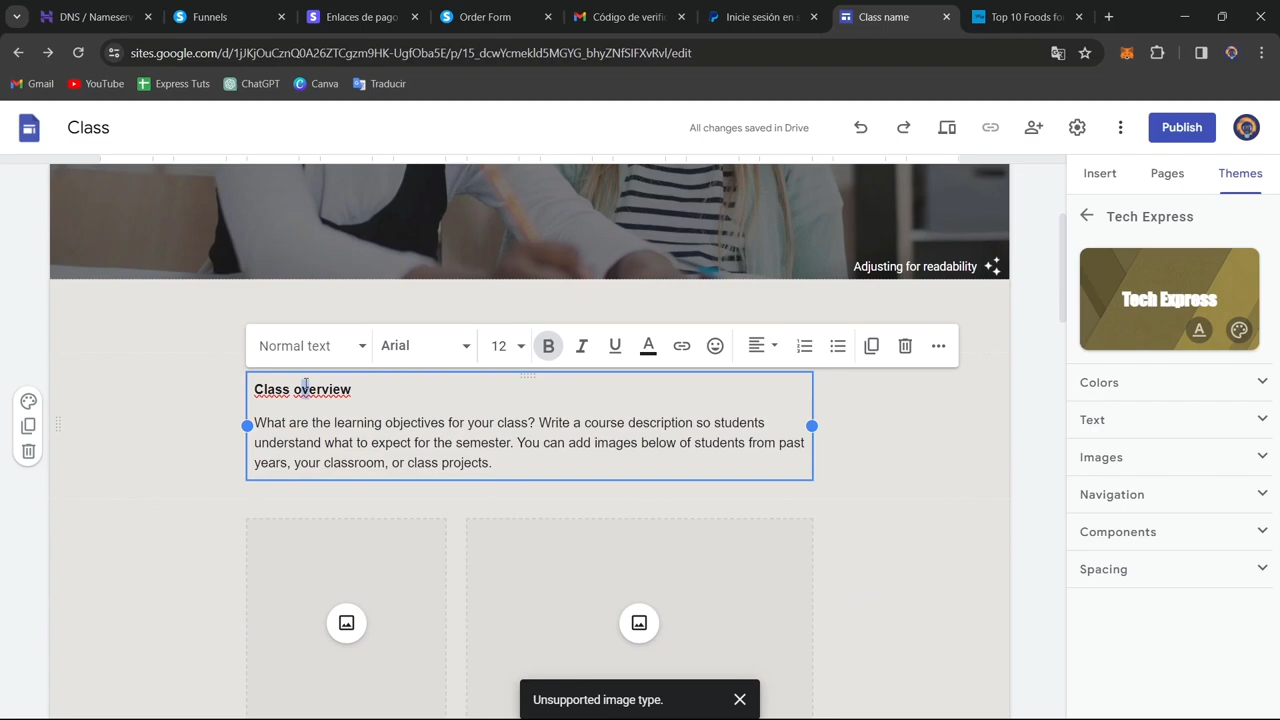 DNS / Nameserv
Funnels
Enlaces de pago
Order Form
Código de verifi
Inicie sesión en s
Class name
Top 10 Foods for
sites.google.com/d/1jJKjOuCznQ0A26ZTCgzm9HK-UgfOba5E/p/15_dcwYcmekld5MGYG_bhyZNfSIFXvRvl/edit
Gmail
YouTube
Express Tuts
ChatGPT
Canva
Traducir
Class
All changes saved in Drive
Publish
Insert
Pages
Themes
Tech Express
Tech Express
Adjusting for readability
Normal text
Arial
12
B
I
U
A
Class overview
What are the learning objectives for your class? Write a course description so students
understand what to expect for the semester. You can add images below of students from past
years, your classroom, or class projects.
Colors
Text
Images
Navigation
Components
Spacing
Unsupported image type.